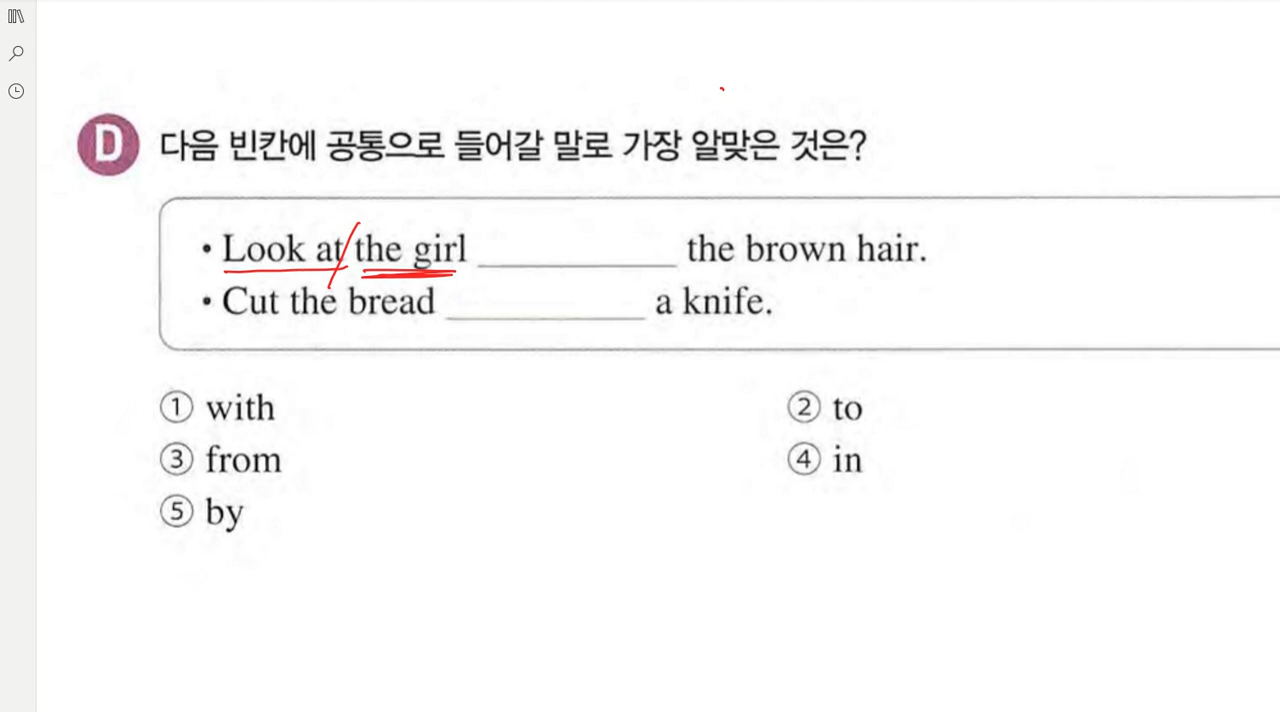 D 다음 빈칸에 공통으로 들어갈 말로 가장 알맞은 것은?
• Look at the girl __________ the brown hair.
• Cut the bread __________ a knife.
① with ② to
③ from ④ in
⑤ by